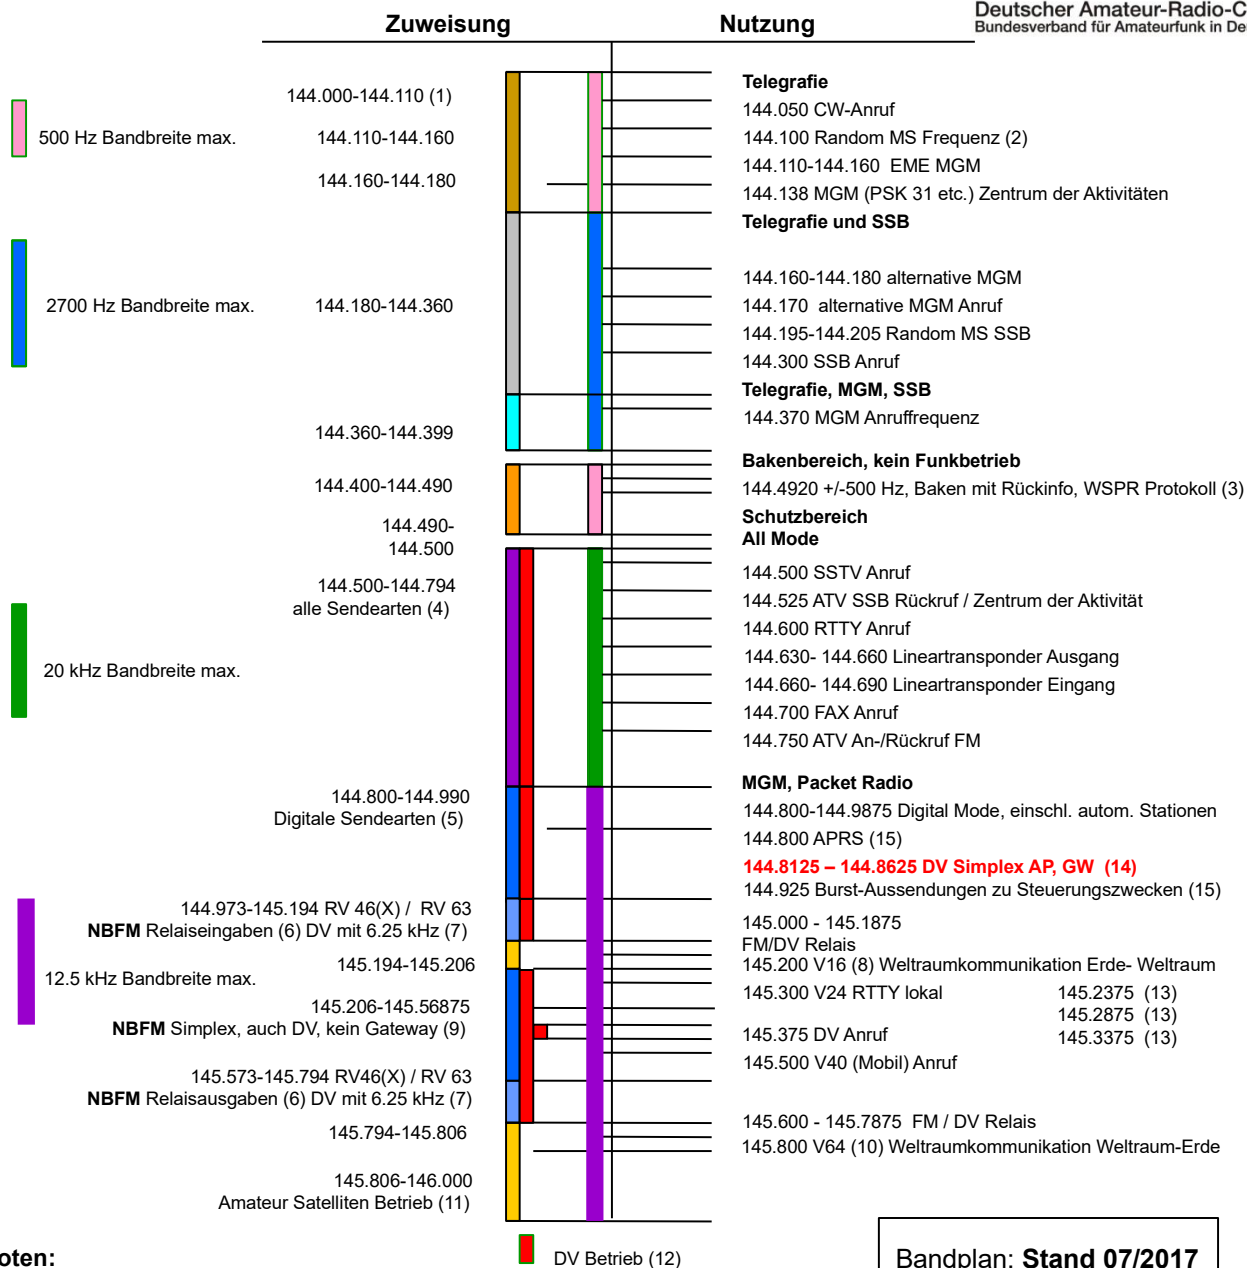 Zuweisung
Nutzung
Deutscher Amateur-Radio-C
Bundesverband für Amateurfunk in De
500 Hz Bandbreite max.
2700 Hz Bandbreite max.
20 kHz Bandbreite max.
12.5 kHz Bandbreite max.
144.000-144.110 (1)
144.110-144.160
144.160-144.180
144.180-144.360
144.360-144.399
144.400-144.490
144.490-
144.500
144.500-144.794
alle Sendearten (4)
144.800-144.990
Digitale Sendearten (5)
144.973-145.194 RV 46(X) / RV 63
NBFM Relaiseingaben (6) DV mit 6.25 kHz (7)
145.194-145.206
145.206-145.56875
NBFM Simplex, auch DV, kein Gateway (9)
145.573-145.794 RV46(X) / RV 63
NBFM Relaisausgaben (6) DV mit 6.25 kHz (7)
145.794-145.806
145.806-146.000
Amateur Satelliten Betrieb (11)
Telegrafie
144.050 CW-Anruf
144.100 Random MS Frequenz (2)
144.110-144.160 EME MGM
144.138 MGM (PSK 31 etc.) Zentrum der Aktivitäten
Telegrafie und SSB
144.160-144.180 alternative MGM
144.170 alternative MGM Anruf
144.195-144.205 Random MS SSB
144.300 SSB Anruf
Telegrafie, MGM, SSB
144.370 MGM Anruffrequenz
Bakenbereich, kein Funkbetrieb
144.4920 +/-500 Hz, Baken mit Rückinfo, WSPR Protokoll (3)
Schutzbereich
All Mode
144.500 SSTV Anruf
144.525 ATV SSB Rückruf / Zentrum der Aktivität
144.600 RTTY Anruf
144.630- 144.660 Lineartransponder Ausgang
144.660- 144.690 Lineartransponder Eingang
144.700 FAX Anruf
144.750 ATV An-/Rückruf FM
MGM, Packet Radio
144.800-144.9875 Digital Mode, einschl. autom. Stationen
144.800 APRS (15)
144.8125 – 144.8625 DV Simplex AP, GW (14)
144.925 Burst-Aussendungen zu Steuerungszwecken (15)
145.000 - 145.1875
FM/DV Relais
145.200 V16 (8) Weltraumkommunikation Erde- Weltraum
145.300 V24 RTTY lokal 145.2375 (13)
145.2875 (13)
145.375 DV Anruf 145.3375 (13)
145.500 V40 (Mobil) Anruf
145.600 - 145.7875 FM / DV Relais
145.800 V64 (10) Weltraumkommunikation Weltraum-Erde
oten:
DV Betrieb (12)
Bandplan: Stand 07/2017